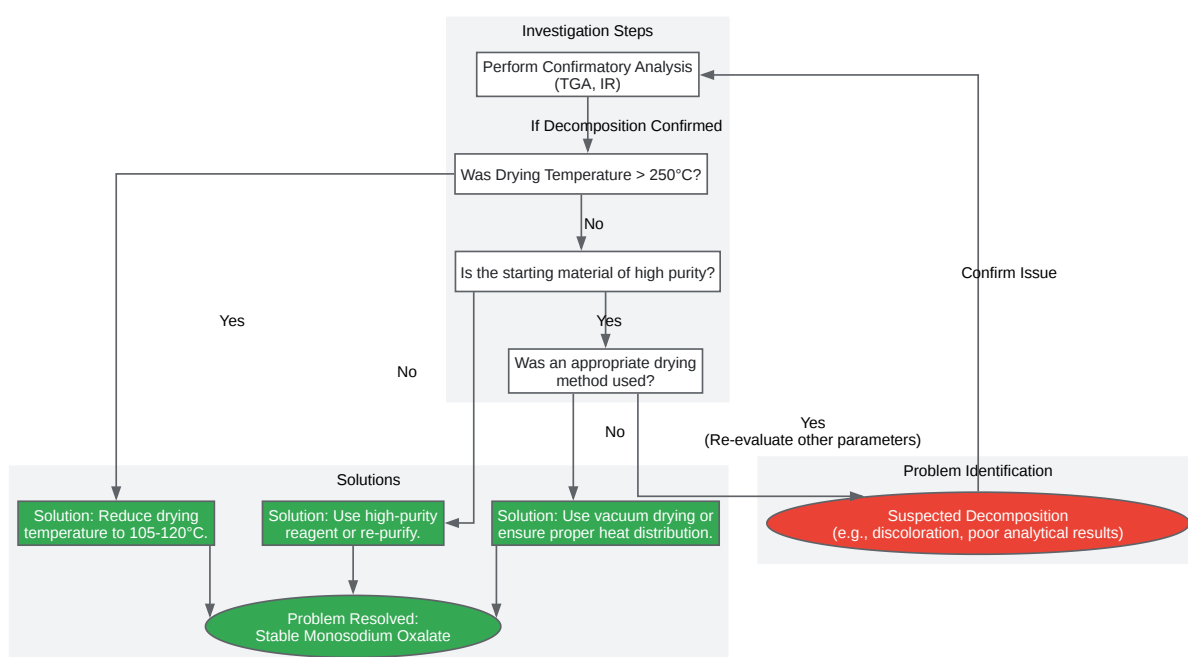 Investigation Steps
Perform Confirmatory Analysis
(TGA, IR)
If Decomposition Confirmed
Was Drying Temperature > 250°C?
No
Is the starting material of high purity?
Confirm Issue
Yes
Yes
No
Was an appropriate drying
method used?
No
Yes
(Re-evaluate other parameters)
Solutions
Problem Identification
Solution: Reduce drying
temperature to 105-120°C.
Solution: Use high-purity
reagent or re-purify.
Solution: Use vacuum drying or
ensure proper heat distribution.
Suspected Decomposition
(e.g., discoloration, poor analytical results)
Problem Resolved:
Stable Monosodium Oxalate